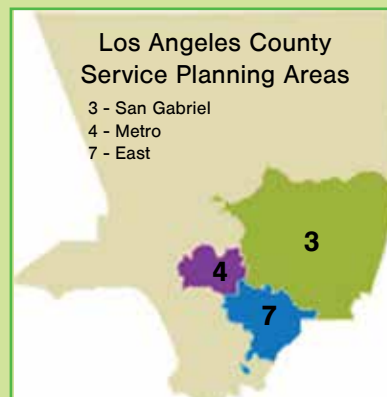 Los Angeles County
Service Planning Areas
3 - San Gabriel
4 - Metro
7 - East
3
4
7